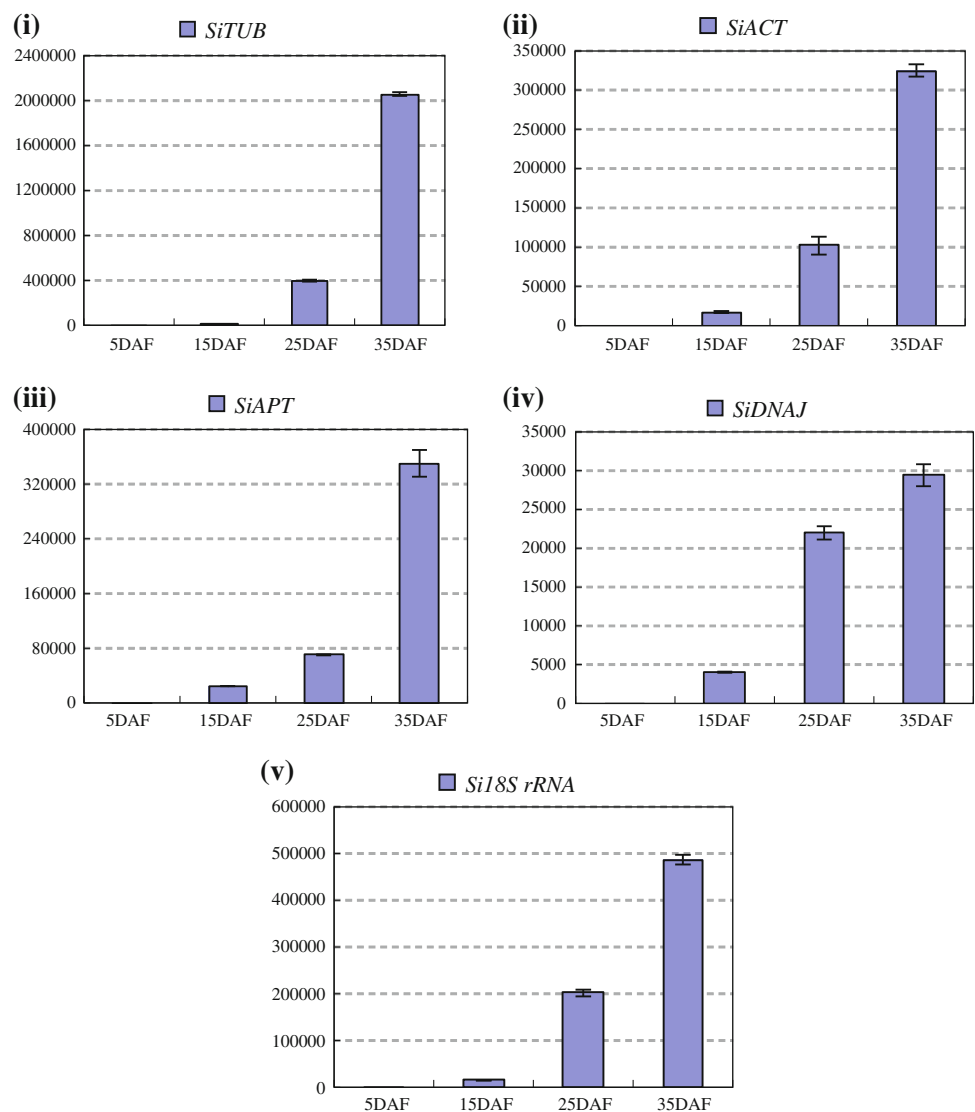 (i)
SiTUB
2400000
2000000
1600000
1200000
800000
400000
0
5DAF 15DAF 25DAF 35DAF
(ii)
SiACT
350000
300000
250000
200000
150000
100000
50000
0
5DAF 15DAF 25DAF 35DAF
(iii)
SiAPT
400000
320000
240000
160000
80000
0
5DAF 15DAF 25DAF 35DAF
(iv)
SiDNAJ
35000
30000
25000
20000
15000
10000
5000
0
5DAF 15DAF 25DAF 35DAF
(v)
Si18S rRNA
600000
500000
400000
300000
200000
100000
0
5DAF 15DAF 25DAF 35DAF